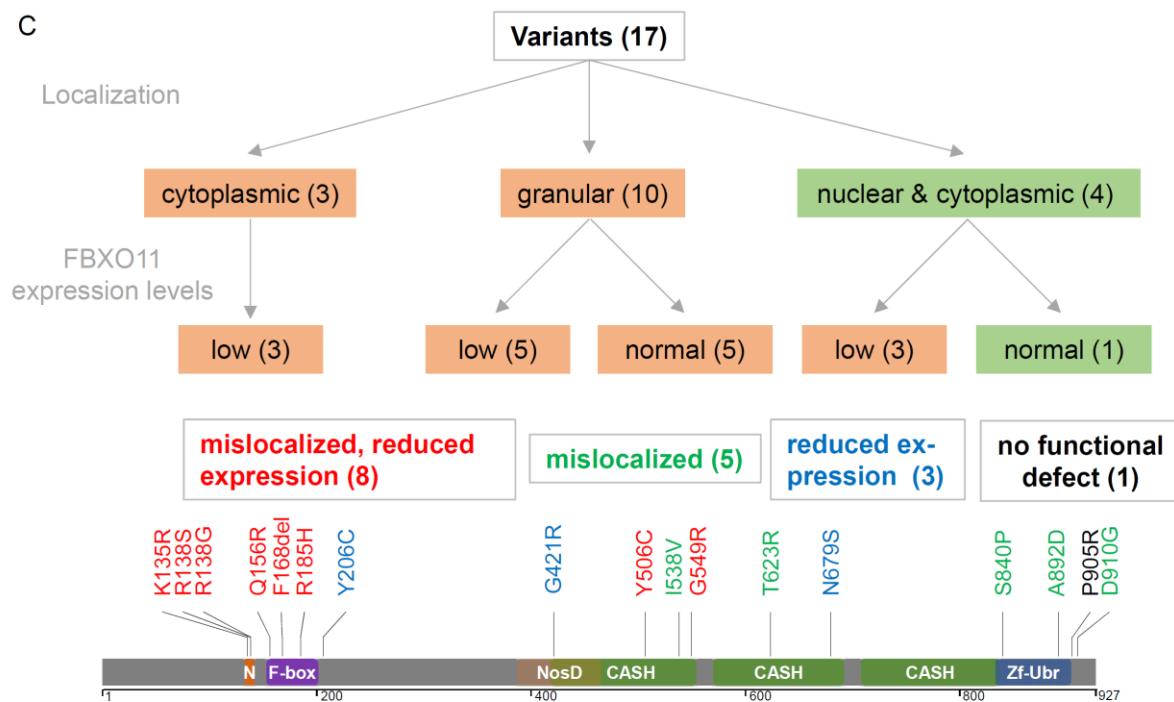 C
Variants (17)
Localization
cytoplasmic (3)
granular (10)
nuclear & cytoplasmic (4)
FBXO11
expression levels
low (3)
low (5)
normal (5)
low (3)
normal (1)
mislocalized, reduced
expression (8)
mislocalized (5)
reduced ex-
pression (3)
no functional
defect (1)
K135R
R138S
R138G
Q156R
F168del
R185H
Y206C
G421R
Y506C
I538V
G549R
T623R
N679S
S840P
A892D
P905R
D910G
N
F-box
NosD
CASH
CASH
CASH
Zf-Ubr
1
200
400
600
800
927